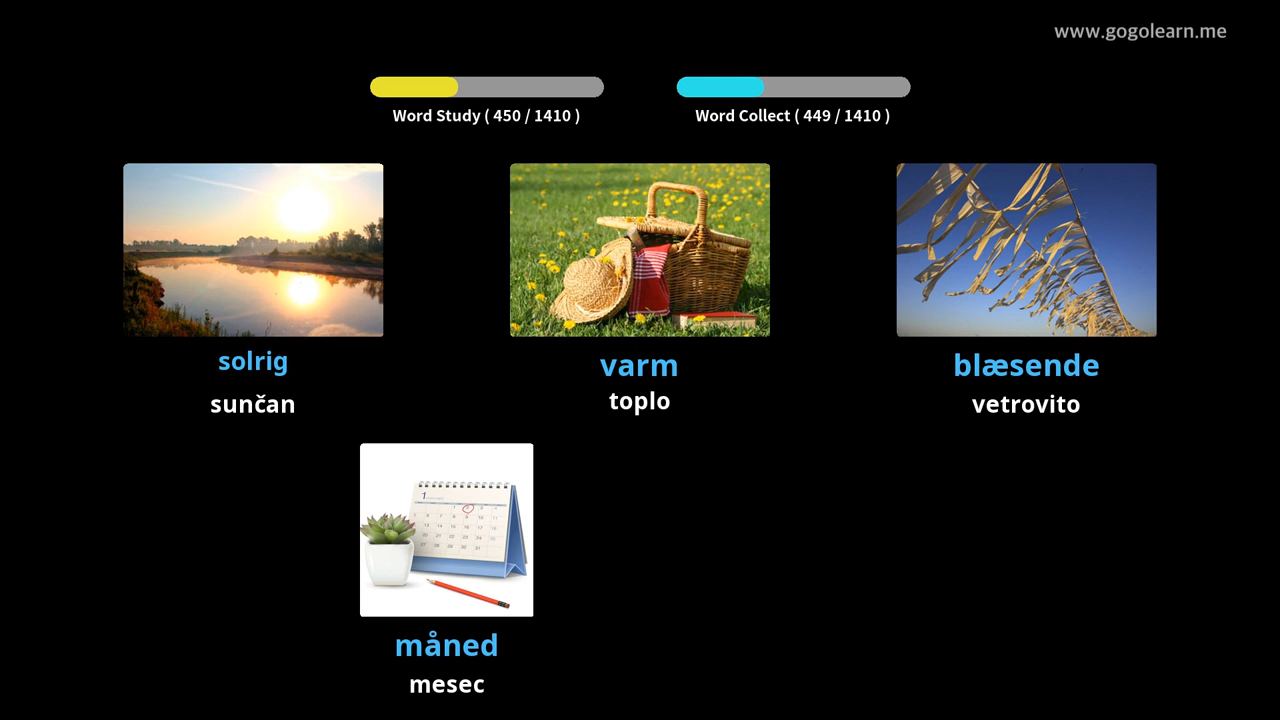 www.gogolearn.me
Word Study ( 450 / 1410 )
Word Collect ( 449 / 1410 )
solrig
varm
blæsende
sunčan
toplo
vetrovito
måned
mesec